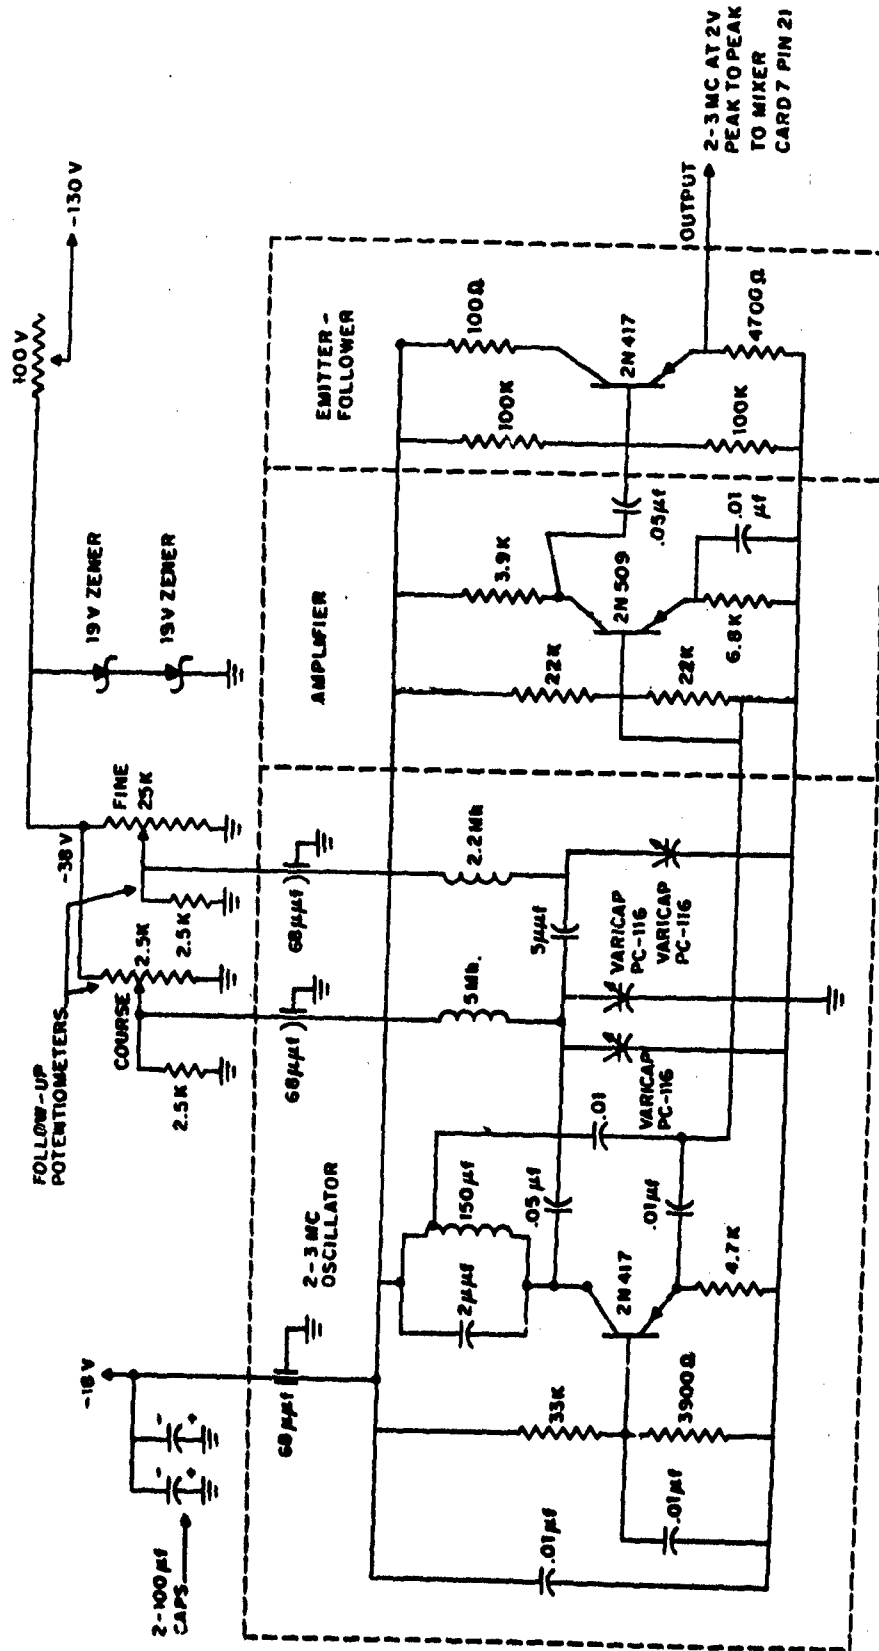 2-100µf
CAPS
-18V
FOLLOW-UP
POTENTIOMETERS
COURSE
2.5K
2.5K
2.5K
-38V
FINE
25K
19V ZENER
19V ZENER
100V
-130V
68µµf
2-3MC
OSCILLATOR
68µµf
68µµf
AMPLIFIER
EMITTER-
FOLLOWER
.01µf
33K
3900Ω
.01µf
2µµf
150µf
2N417
4.7K
.05µf
.01µf
.01
5Mh.
2.2Mh
5µµf
VARICAP
PC-116
VARICAP
PC-116
VARICAP
PC-116
22K
22K
3.9K
2N509
6.8K
.01
µf
.05µf
100K
100K
100Ω
2N417
4700Ω
OUTPUT
2-3MC AT 2V
PEAK TO PEAK
TO MIXER
CARD 7 PIN 21